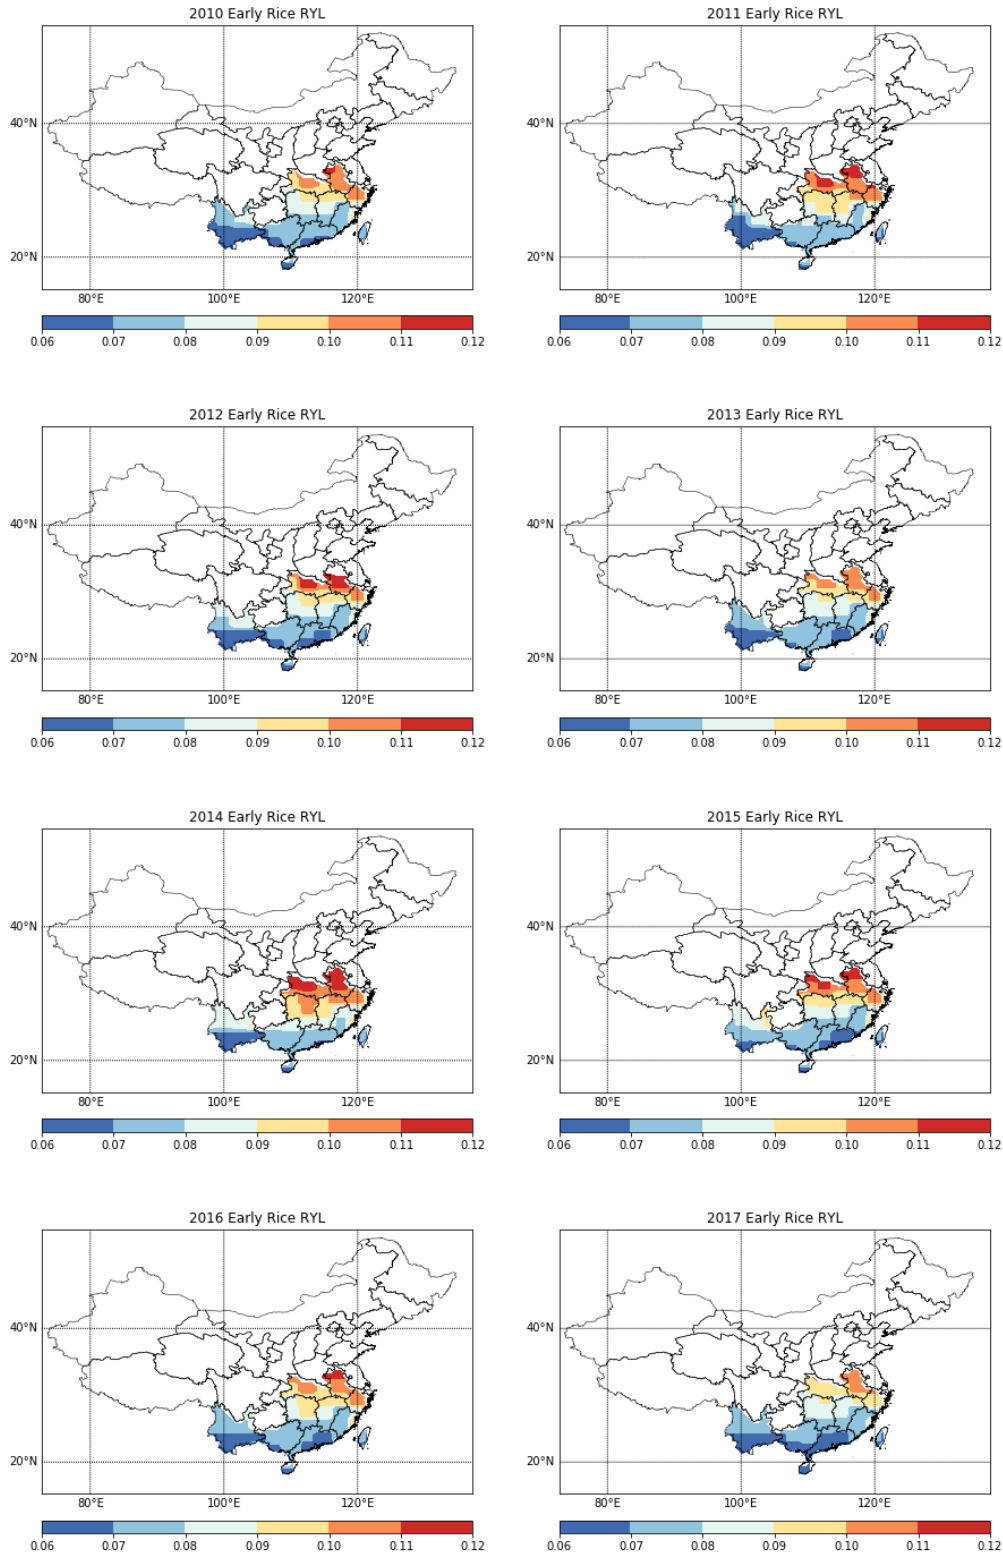 2010 Early Rice RYL
40°N
20°N
80°E 100°E 120°E
0.06 0.07 0.08 0.09 0.10 0.11 0.12
2011 Early Rice RYL
40°N
20°N
80°E 100°E 120°E
0.06 0.07 0.08 0.09 0.10 0.11 0.12
2012 Early Rice RYL
40°N
20°N
80°E 100°E 120°E
0.06 0.07 0.08 0.09 0.10 0.11 0.12
2013 Early Rice RYL
40°N
20°N
80°E 100°E 120°E
0.06 0.07 0.08 0.09 0.10 0.11 0.12
2014 Early Rice RYL
40°N
20°N
80°E 100°E 120°E
0.06 0.07 0.08 0.09 0.10 0.11 0.12
2015 Early Rice RYL
40°N
20°N
80°E 100°E 120°E
0.06 0.07 0.08 0.09 0.10 0.11 0.12
2016 Early Rice RYL
40°N
20°N
80°E 100°E 120°E
0.06 0.07 0.08 0.09 0.10 0.11 0.12
2017 Early Rice RYL
40°N
20°N
80°E 100°E 120°E
0.06 0.07 0.08 0.09 0.10 0.11 0.12